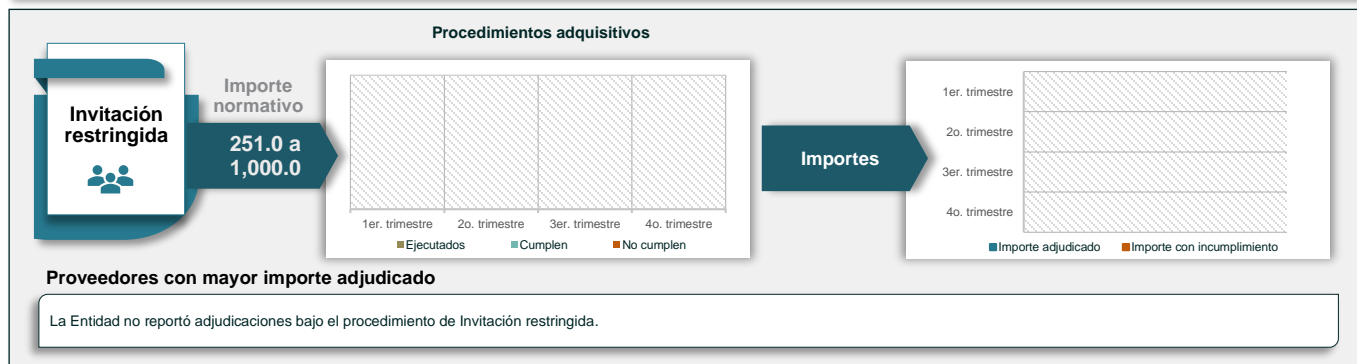 Procedimientos adquisitivos
Invitación
restringida
Importe
normativo
251.0 a
1,000.0
1er. trimestre
2o. trimestre
3er. trimestre
4o. trimestre
Ejecutados
Cumplen
No cumplen
Importes
1er. trimestre
2o. trimestre
3er. trimestre
4o. trimestre
Importe adjudicado
Importe con incumplimiento
Proveedores con mayor importe adjudicado
La Entidad no reportó adjudicaciones bajo el procedimiento de Invitación restringida.